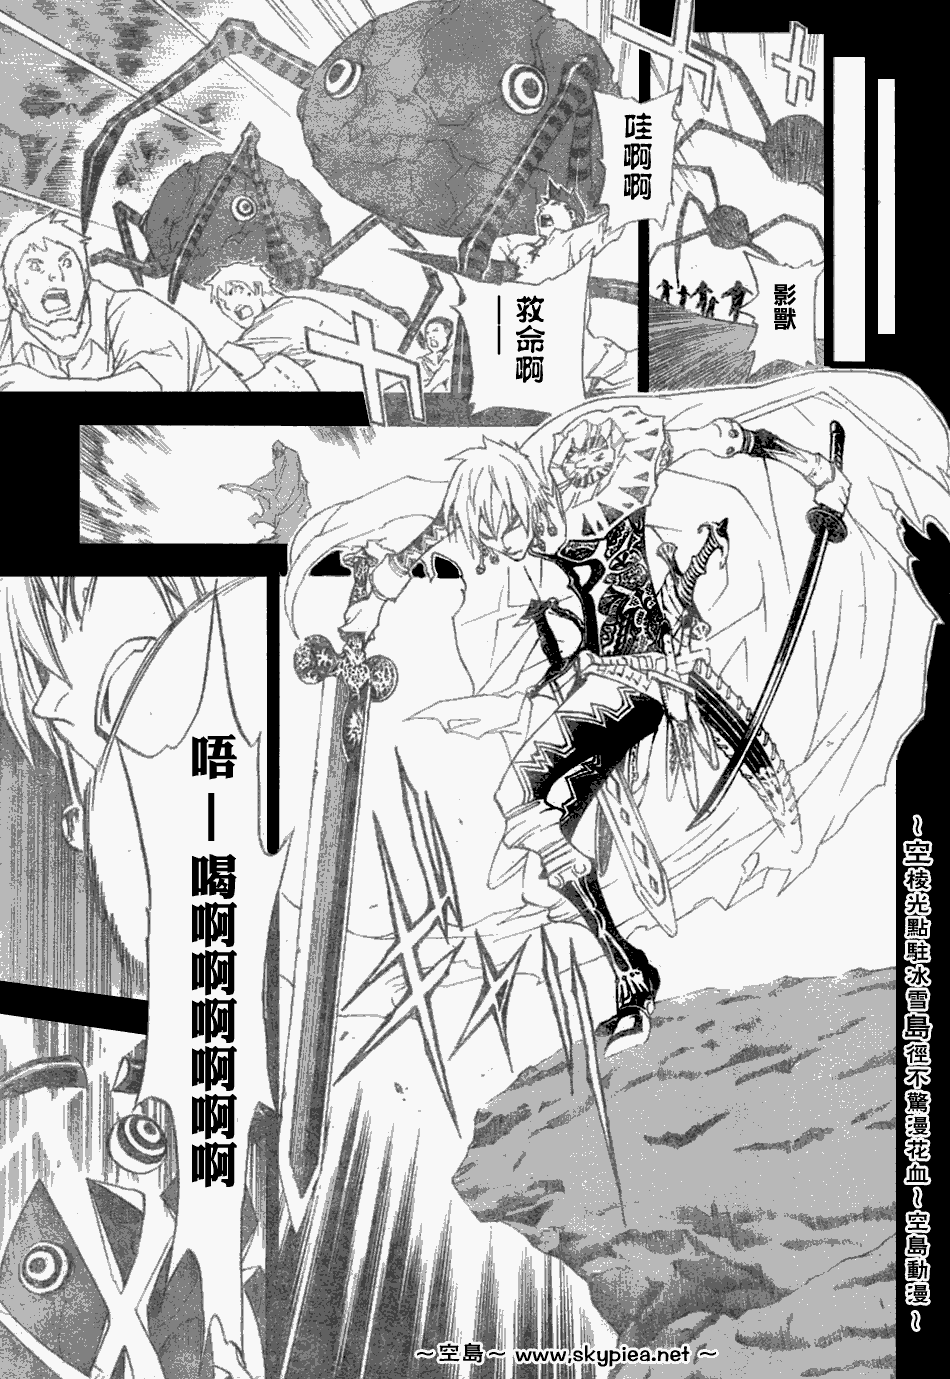 影獸
哇啊啊
救命啊——
唔—喝啊啊啊啊啊啊
～空棱光點駐冰雪島徑不驚漫花血～空島動漫～
～空島～ www.skypiea.net ～